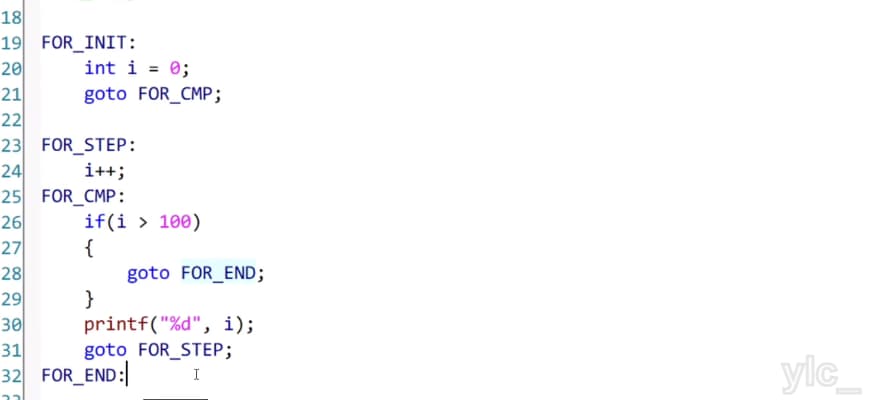 18
19 FOR_INIT:
20 int i = 0;
21 goto FOR_CMP;
22
23 FOR_STEP:
24 i++;
25 FOR_CMP:
26 if(i > 100)
27 {
28 goto FOR_END;
29 }
30 printf("%d", i);
31 goto FOR_STEP;
32 FOR_END:
ylc_